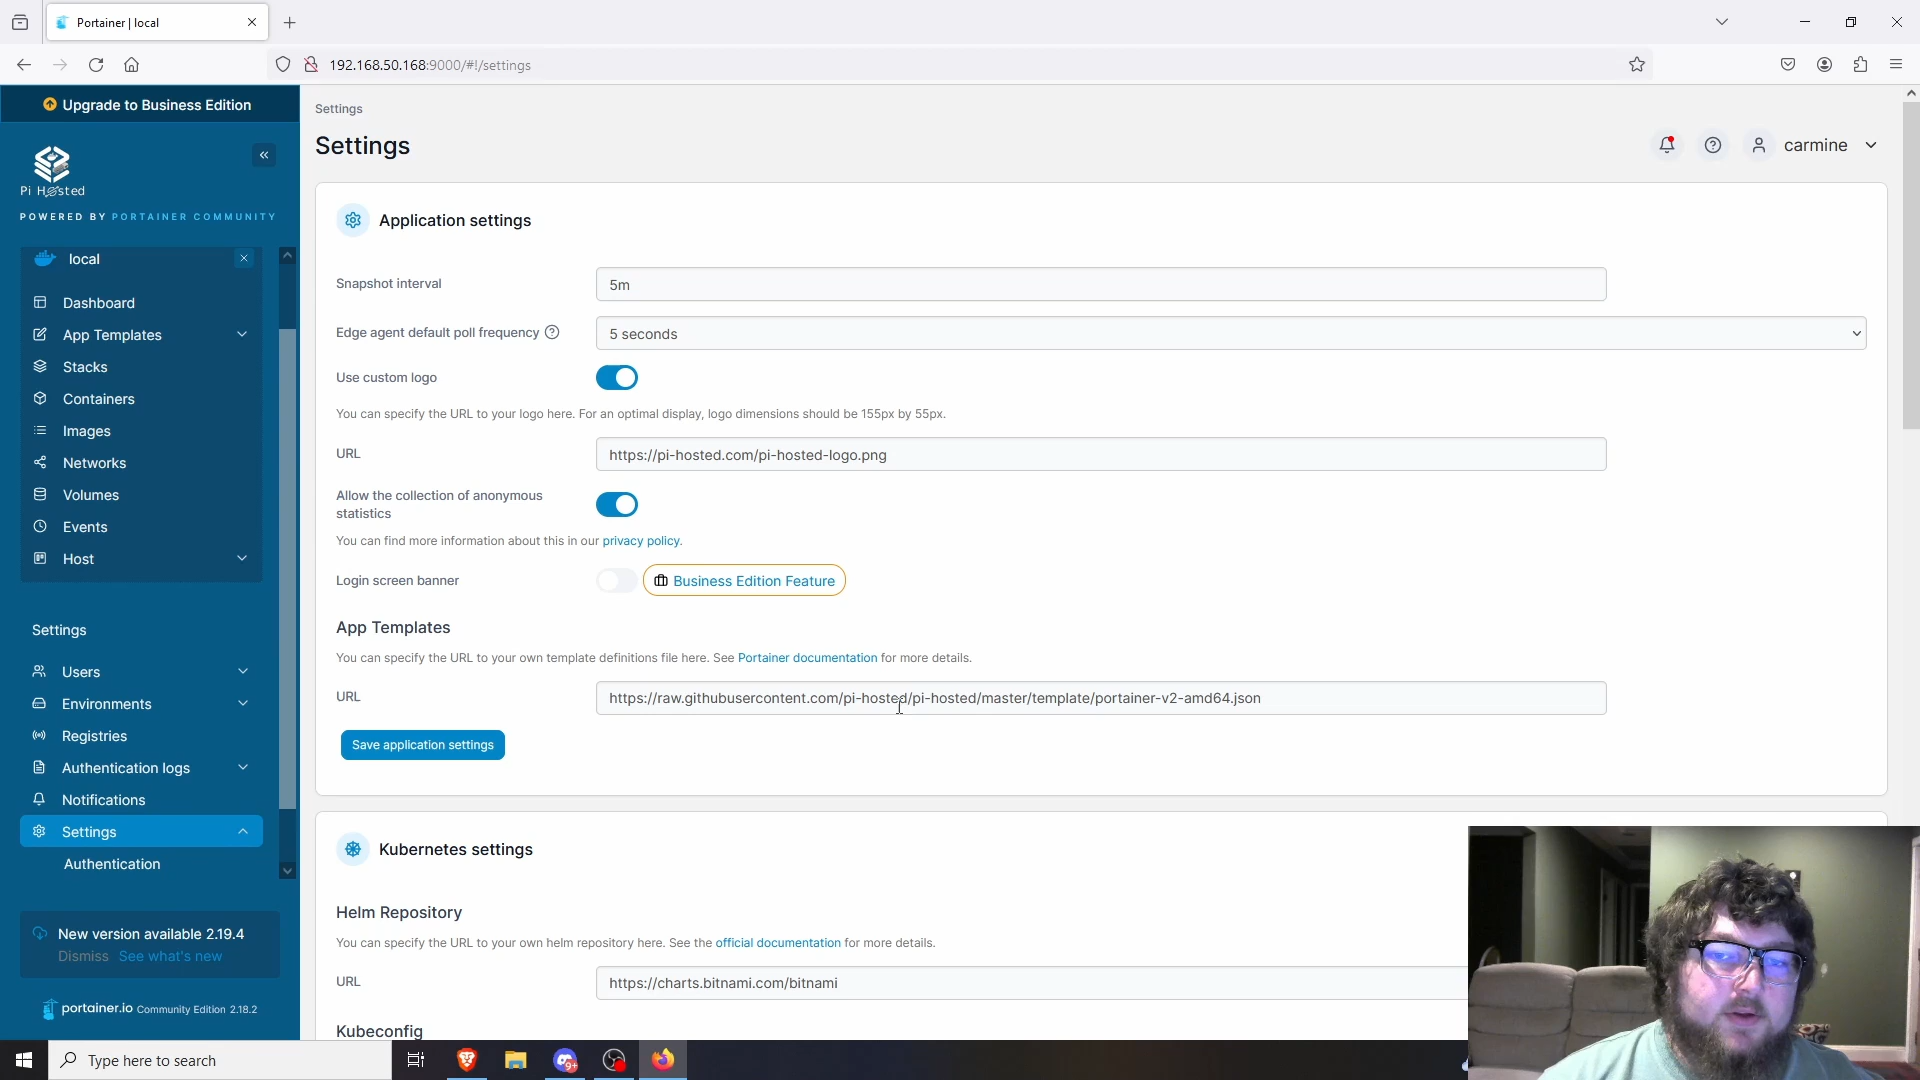 Portainer | local
192.168.50.168:9000/#!/settings
Upgrade to Business Edition
Pi Hosted
POWERED BY PORTAINER COMMUNITY
local
Dashboard
App Templates
Stacks
Containers
Images
Networks
Volumes
Events
Host
Settings
Users
Environments
Registries
Authentication logs
Notifications
Settings
Authentication
New version available 2.19.4
Dismiss See what's new
portainer.io Community Edition 2.18.2
Settings
Settings
carmine
Application settings
Snapshot interval
5m
Edge agent default poll frequency
5 seconds
Use custom logo
You can specify the URL to your logo here. For an optimal display, logo dimensions should be 155px by 55px.
URL
https://pi-hosted.com/pi-hosted-logo.png
Allow the collection of anonymous
statistics
You can find more information about this in our privacy policy.
Login screen banner
Business Edition Feature
App Templates
You can specify the URL to your own template definitions file here. See Portainer documentation for more details.
URL
https://raw.githubusercontent.com/pi-hosted/pi-hosted/master/template/portainer-v2-amd64.json
Save application settings
Kubernetes settings
Helm Repository
You can specify the URL to your own helm repository here. See the official documentation for more details.
URL
https://charts.bitnami.com/bitnami
Kubeconfig
Type here to search
9+